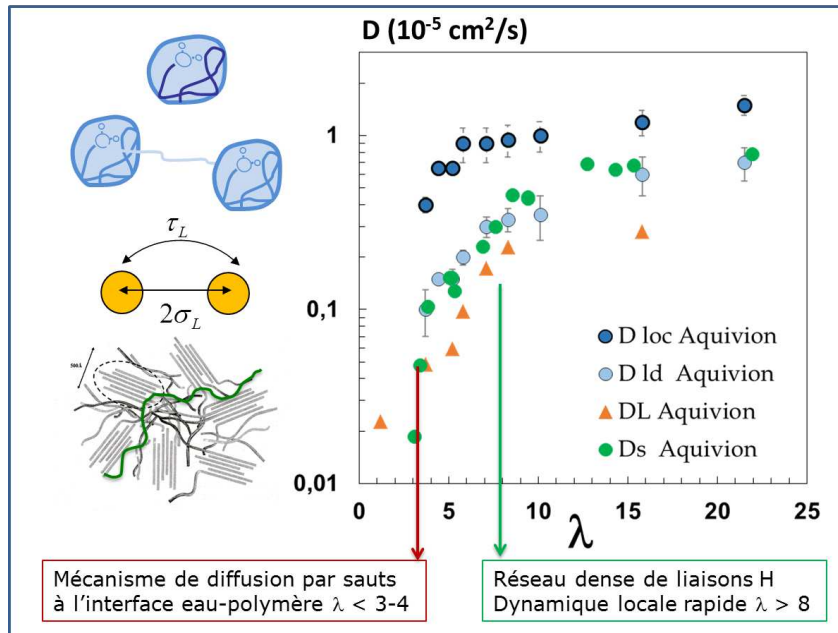 D (10⁻⁵ cm²/s)
1
0,1
0,01
0
5
10
15
20
25
λ
D loc Aquivion
D ld Aquivion
DL Aquivion
Ds Aquivion
τ_L
2σ_L
Mécanisme de diffusion par sauts
à l’interface eau-polymère λ < 3-4
Réseau dense de liaisons H
Dynamique locale rapide λ > 8